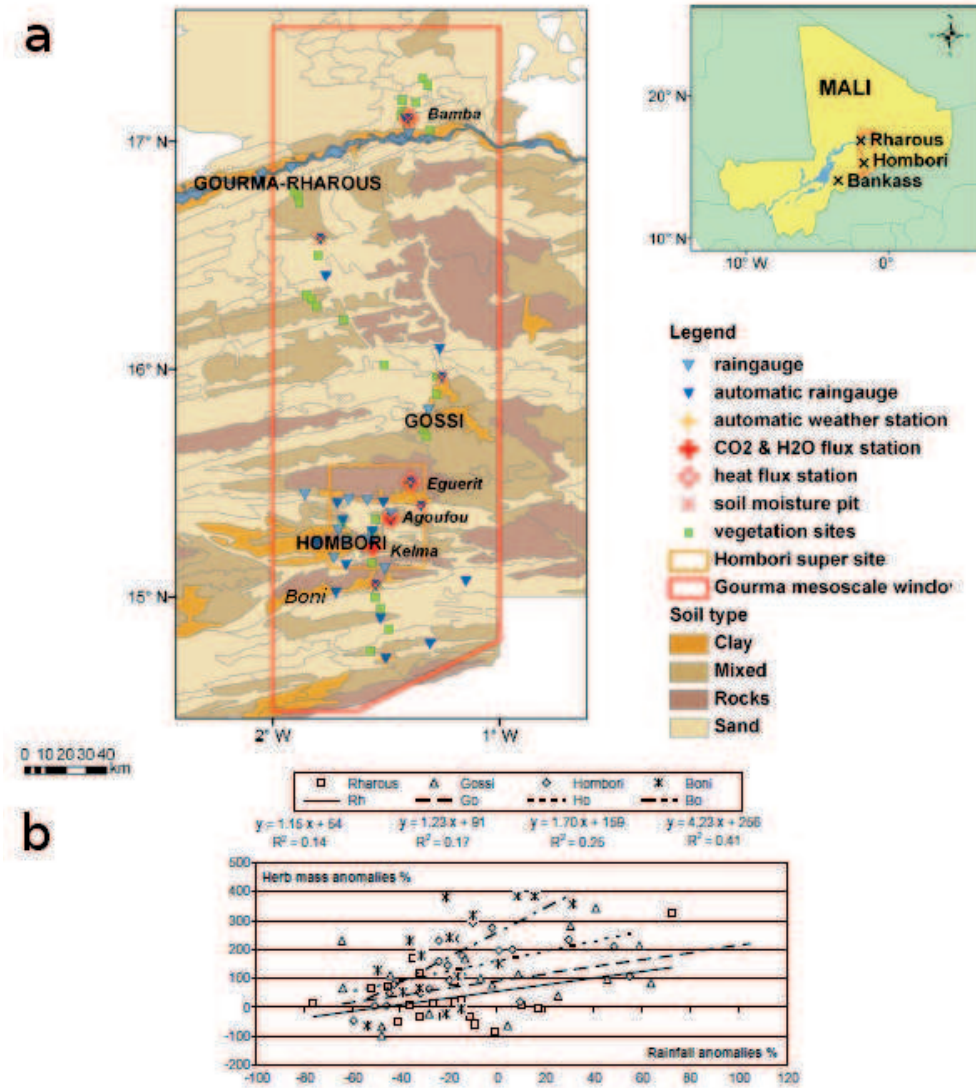 a
MALI
20° N
Rharous
Hombori
Bankass
10° N
10° W
0°
Bamba
17° N
GOURMA-RHAROUS
16° N
GOSSI
Eguerit
Agoufou
HOMBORI
Kelma
Boni
15° N
2° W
1° W
0 10 20 30 40
km
Legend
raingauge
automatic raingauge
automatic weather station
CO2 & H2O flux station
heat flux station
soil moisture pit
vegetation sites
Hombori super site
Gourma mesoscale windo
Soil type
Clay
Mixed
Rocks
Sand
b
Rharous Gossi Hombori Boni
Rh Go Ho Bo
y = 1.15 x + 54 y = 1.23 x + 91 y = 1.70 x + 159 y = 4.23 x + 256
R² = 0.14 R² = 0.17 R² = 0.25 R² = 0.41
Herb mass anomalies %
500
400
300
200
100
0
-100
-200
Rainfall anomalies %
-100 -80 -60 -40 -20 0 20 40 60 80 100 120